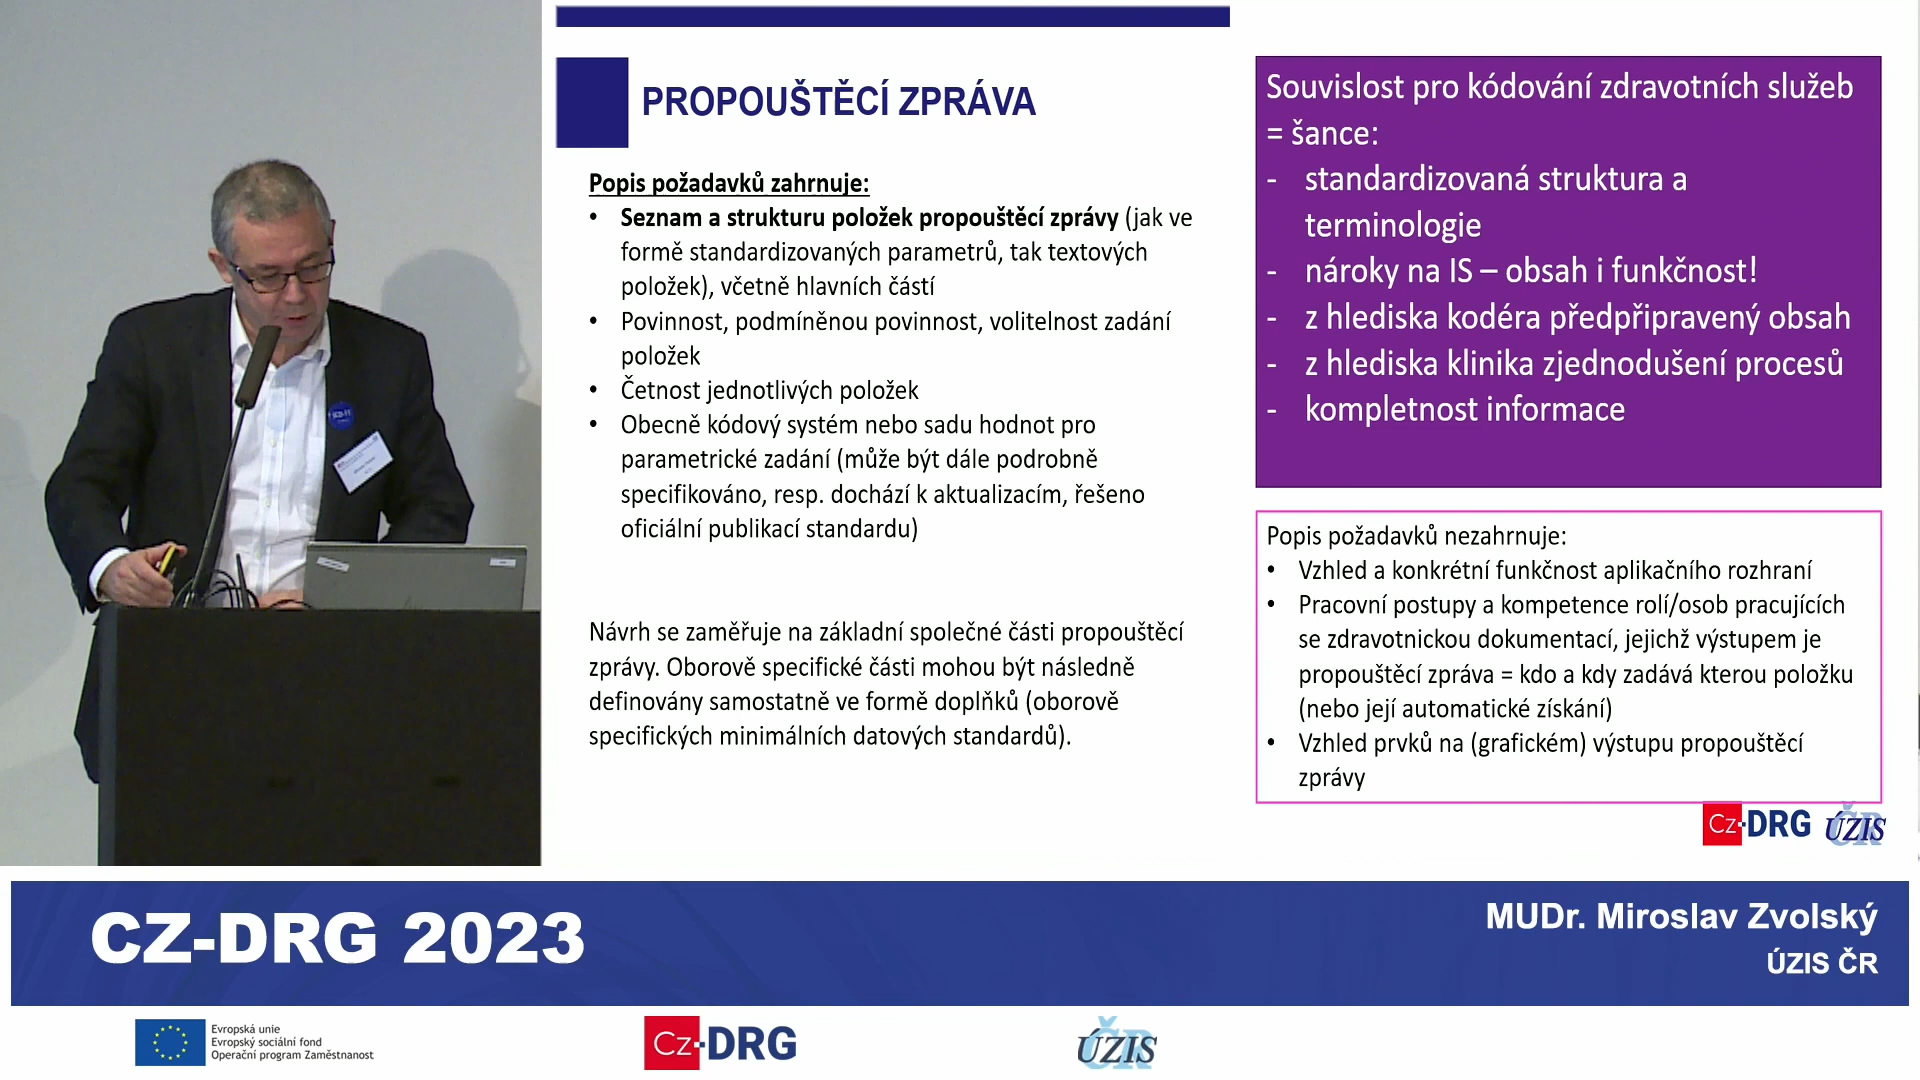 PROPOUŠTĚCÍ ZPRÁVA
Popis požadavků zahrnuje:
• Seznam a strukturu položek propouštěcí zprávy (jak ve
formě standardizovaných parametrů, tak textových
položek), včetně hlavních částí
• Povinnost, podmíněnou povinnost, volitelnost zadání
položek
• Četnost jednotlivých položek
• Obecně kódový systém nebo sadu hodnot pro
parametrické zadání (může být dále podrobně
specifikováno, resp. dochází k aktualizacím, řešeno
oficiální publikací standardu)
Návrh se zaměřuje na základní společné části propouštěcí
zprávy. Oborově specifické části mohou být následně
definovány samostatně ve formě doplňků (oborově
specifických minimálních datových standardů).
Souvislost pro kódování zdravotních služeb
= šance:
- standardizovaná struktura a
terminologie
- nároky na IS – obsah i funkčnost!
- z hlediska kodéra předpřipravený obsah
- z hlediska klinika zjednodušení procesů
- kompletnost informace
Popis požadavků nezahrnuje:
• Vzhled a konkrétní funkčnost aplikačního rozhraní
• Pracovní postupy a kompetence rolí/osob pracujících
se zdravotnickou dokumentací, jejichž výstupem je
propouštěcí zpráva = kdo a kdy zadává kterou položku
(nebo její automatické získání)
• Vzhled prvků na (grafickém) výstupu propouštěcí
zprávy
Cz-DRG
ÚZIS ČR
CZ-DRG 2023
MUDr. Miroslav Zvolský
ÚZIS ČR
Evropská unie
Evropský sociální fond
Operační program Zaměstnanost
Cz-DRG
ÚZIS ČR